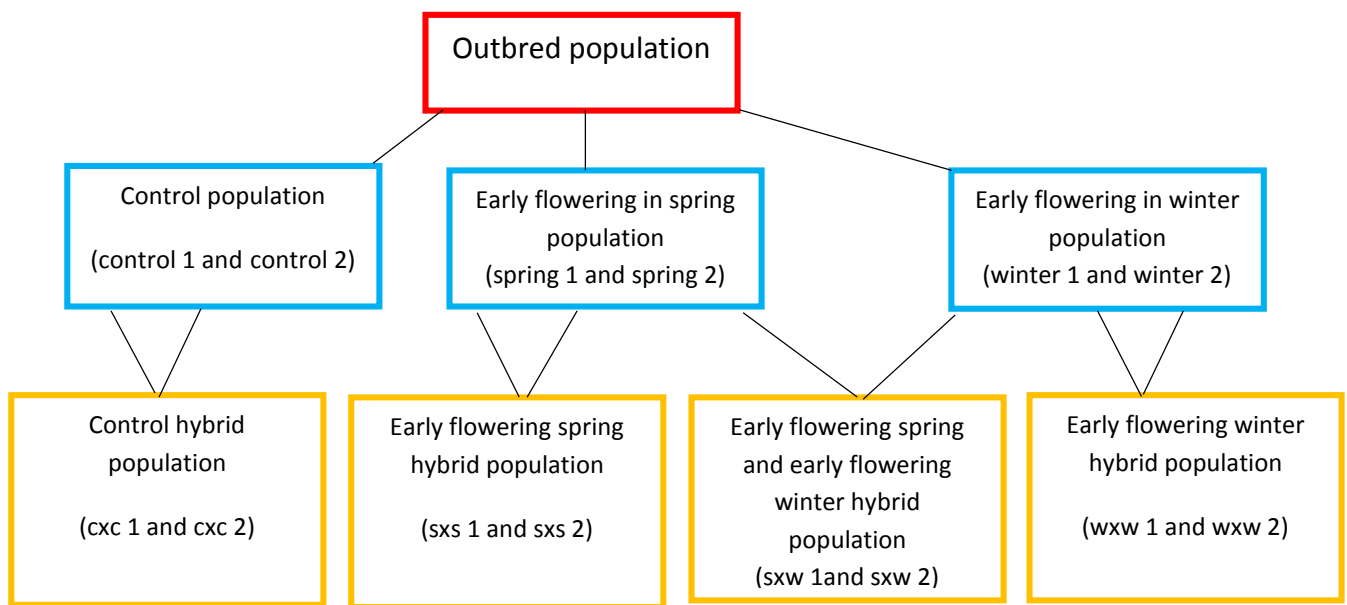 Outbred population
Control population
(control 1 and control 2)
Early flowering in spring
population
(spring 1 and spring 2)
Early flowering in winter
population
(winter 1 and winter 2)
Control hybrid
population
(cxc 1 and cxc 2)
Early flowering spring
hybrid population
(sxs 1 and sxs 2)
Early flowering spring
and early flowering
winter hybrid
population
(sxw 1and sxw 2)
Early flowering winter
hybrid population
(wxw 1 and wxw 2)